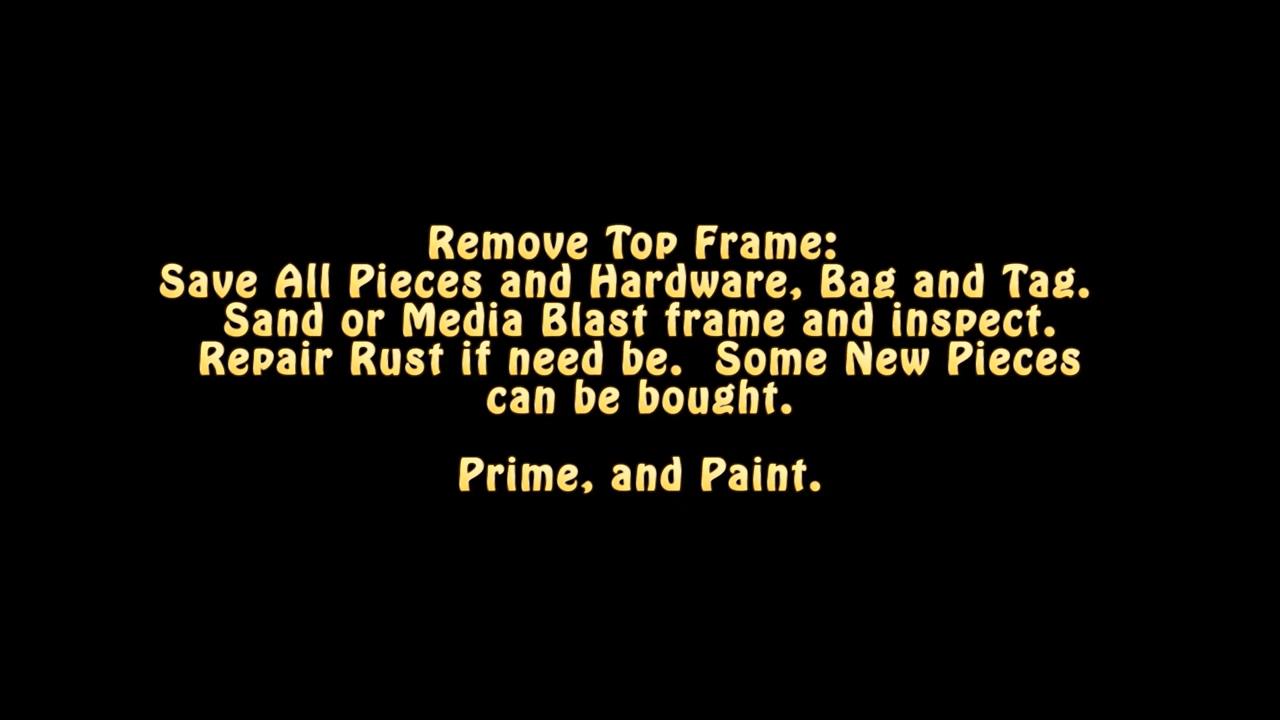 Remove Top Frame:
Save All Pieces and Hardware, Bag and Tag.
Sand or Media Blast frame and inspect.
Repair Rust if need be.  Some New Pieces
can be bought.
Prime, and Paint.